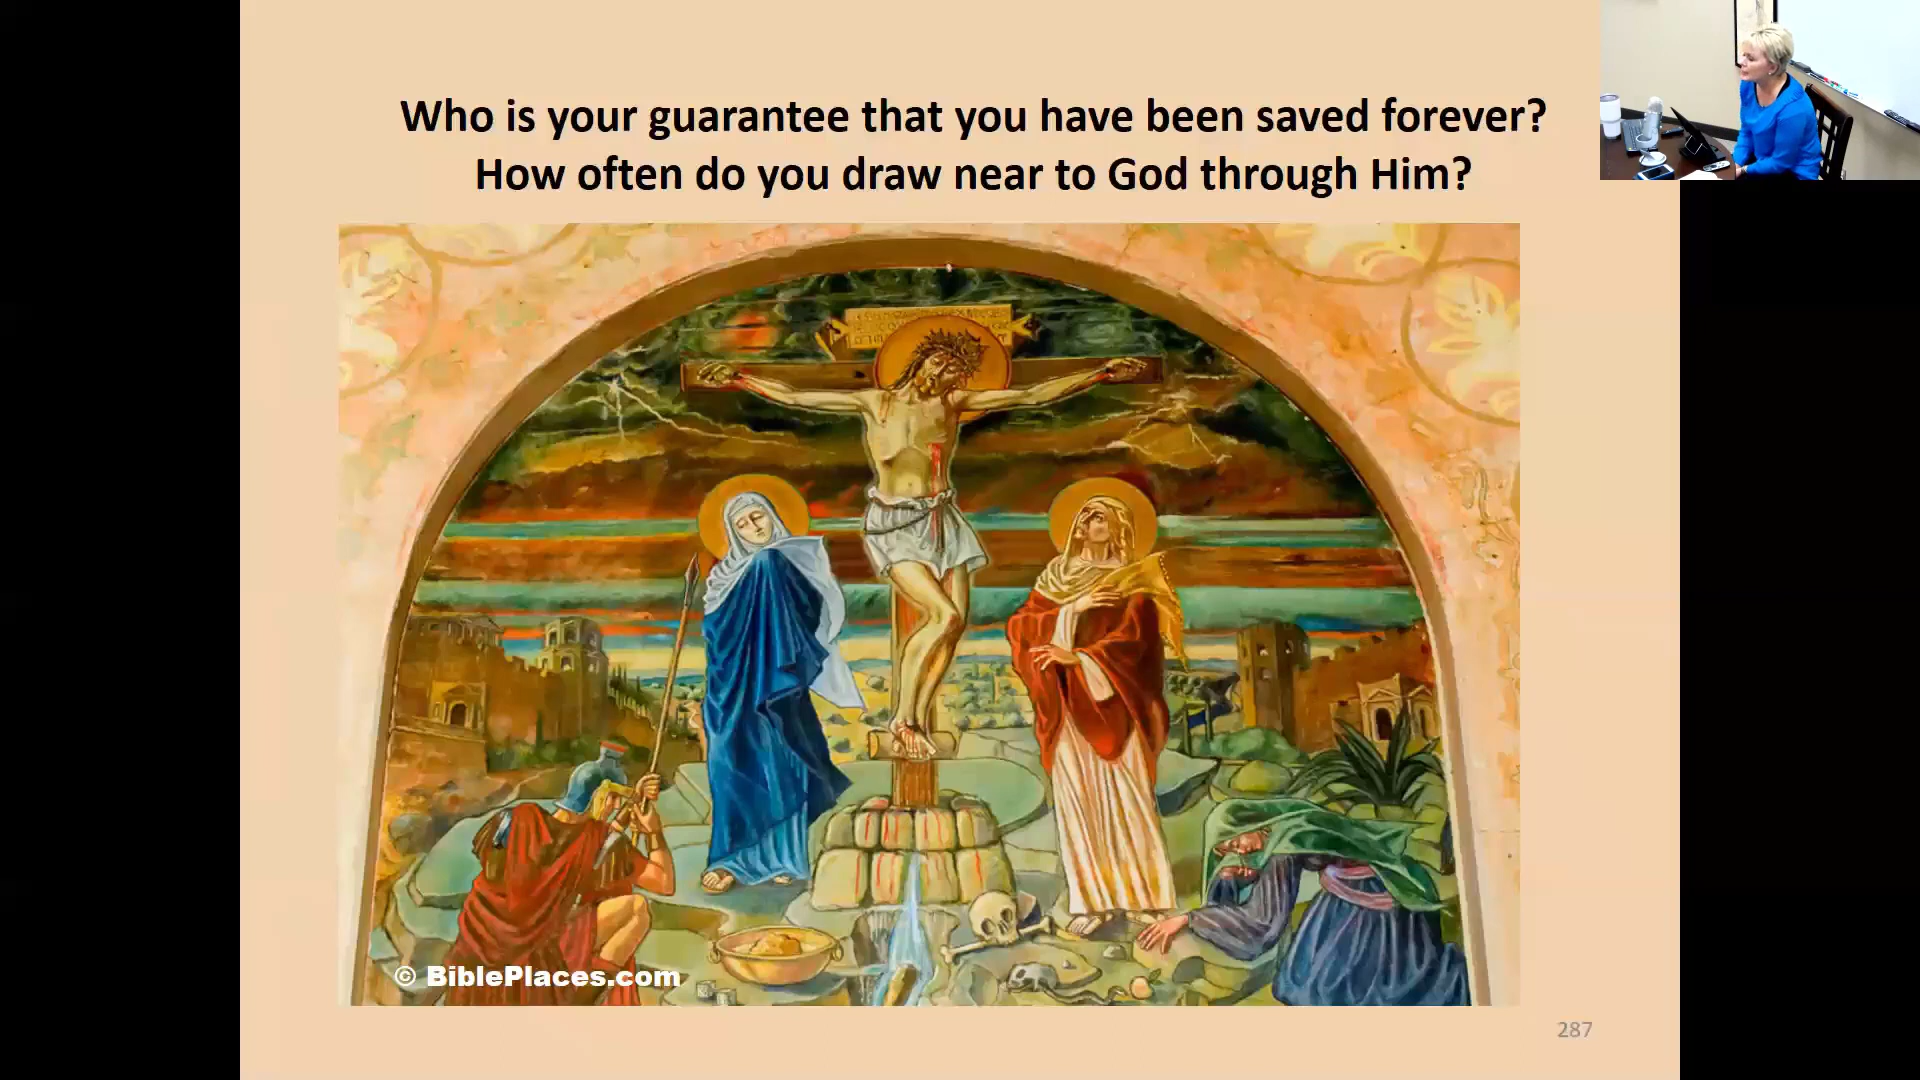 Who is your guarantee that you have been saved forever?
How often do you draw near to God through Him?
© BiblePlaces.com
287